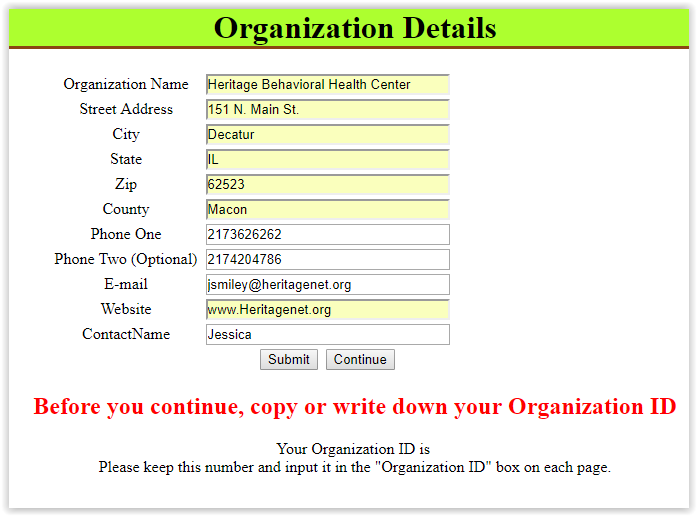 Organization Details
Organization Name Heritage Behavioral Health Center
Street Address 151 N. Main St.
City Decatur
State IL
Zip 62523
County Macon
Phone One 2173626262
Phone Two (Optional) 2174204786
E-mail jsmiley@heritagenet.org
Website www.Heritagenet.org
ContactName Jessica
Submit Continue
Before you continue, copy or write down your Organization ID
Your Organization ID is
Please keep this number and input it in the "Organization ID" box on each page.